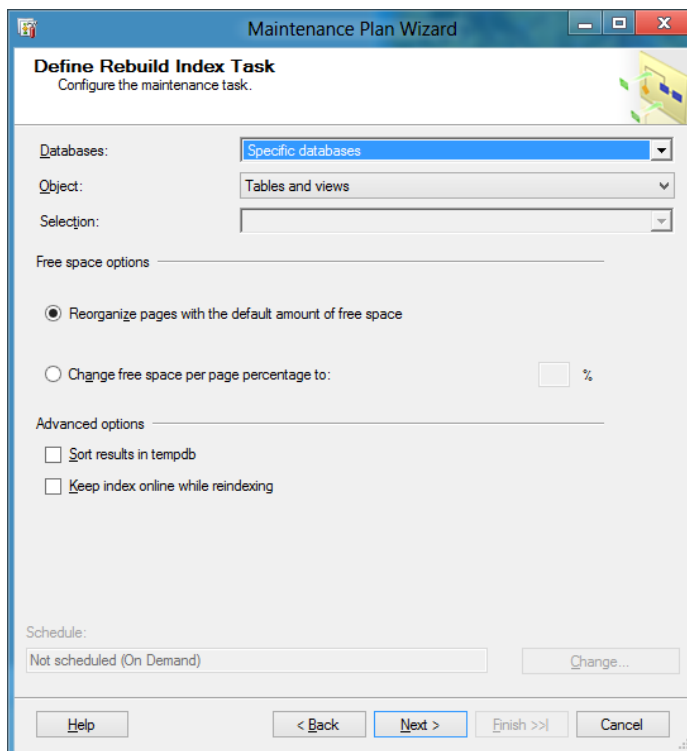 Maintenance Plan Wizard
Define Rebuild Index Task
Configure the maintenance task.
Databases: Specific databases
Object: Tables and views
Selection:
Free space options
Reorganize pages with the default amount of free space
Change free space per page percentage to: %
Advanced options
Sort results in tempdb
Keep index online while reindexing
Schedule:
Not scheduled (On Demand) Change...
Help < Back Next > Finish >>| Cancel